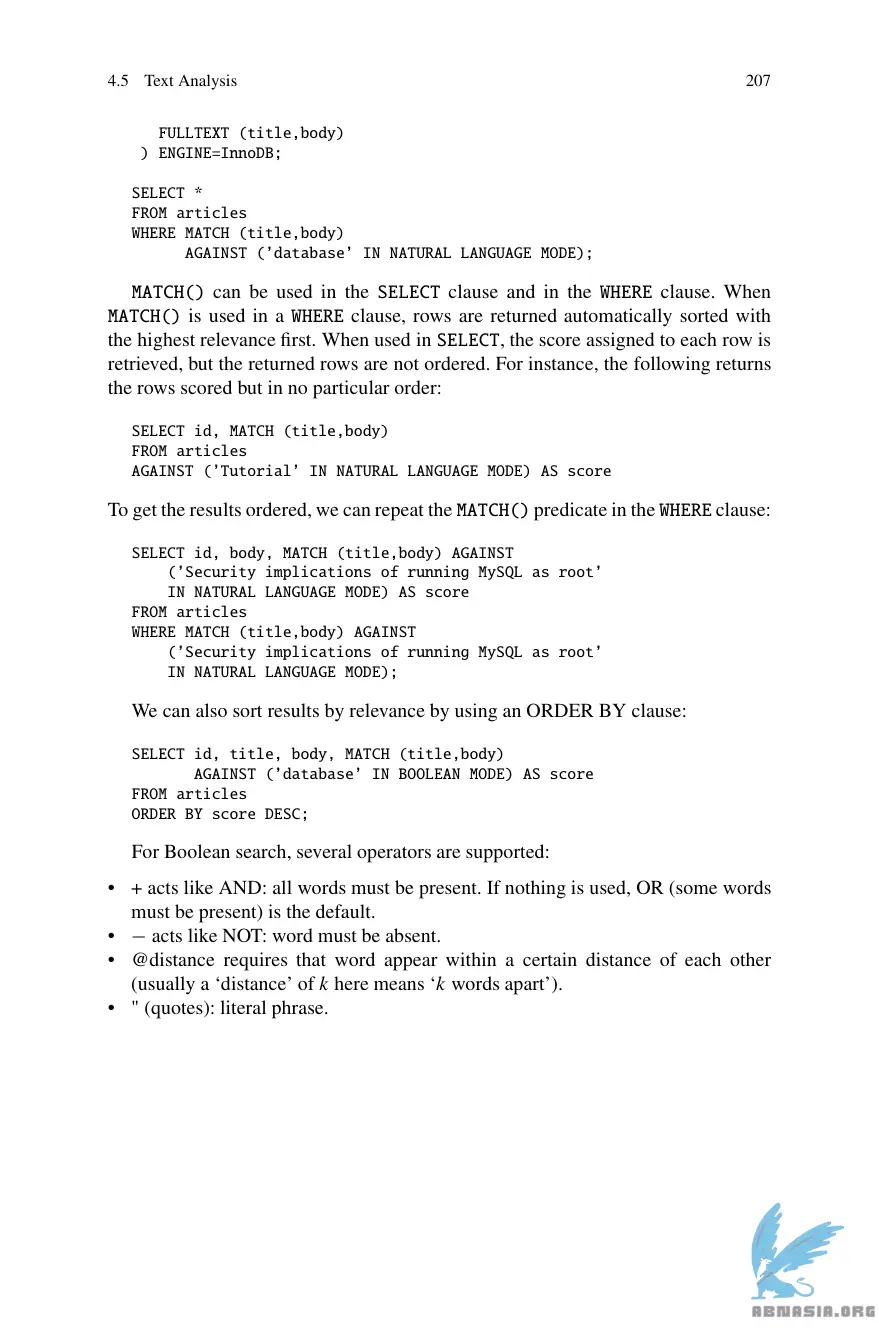 4.5 Text Analysis 207
FULLTEXT (title,body)
) ENGINE=InnoDB;
SELECT *
FROM articles
WHERE MATCH (title,body)
AGAINST (’database’ IN NATURAL LANGUAGE MODE);
MATCH() can be used in the SELECT clause and in the WHERE clause. When
MATCH() is used in a WHERE clause, rows are returned automatically sorted with
the highest relevance first. When used in SELECT, the score assigned to each row is
retrieved, but the returned rows are not ordered. For instance, the following returns
the rows scored but in no particular order:
SELECT id, MATCH (title,body)
FROM articles
AGAINST (’Tutorial’ IN NATURAL LANGUAGE MODE) AS score
To get the results ordered, we can repeat the MATCH() predicate in the WHERE clause:
SELECT id, body, MATCH (title,body) AGAINST
(’Security implications of running MySQL as root’
IN NATURAL LANGUAGE MODE) AS score
FROM articles
WHERE MATCH (title,body) AGAINST
(’Security implications of running MySQL as root’
IN NATURAL LANGUAGE MODE);
We can also sort results by relevance by using an ORDER BY clause:
SELECT id, title, body, MATCH (title,body)
AGAINST (’database’ IN BOOLEAN MODE) AS score
FROM articles
ORDER BY score DESC;
For Boolean search, several operators are supported:
• + acts like AND: all words must be present. If nothing is used, OR (some words
must be present) is the default.
• − acts like NOT: word must be absent.
• @distance requires that word appear within a certain distance of each other
(usually a ‘distance’ of k here means ‘k words apart’).
• " (quotes): literal phrase.
ABNASIA.ORG